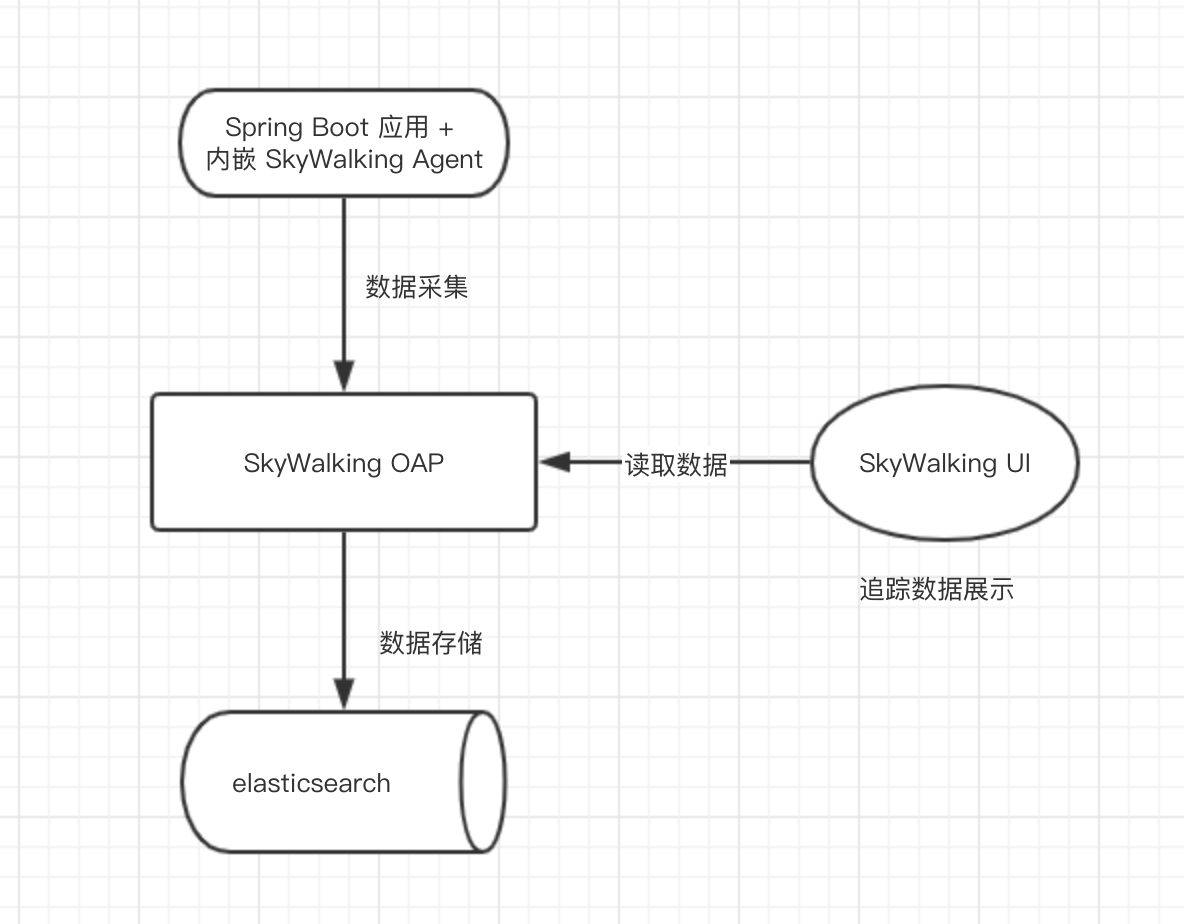 Spring Boot 应用 +
内嵌 SkyWalking Agent
数据采集
SkyWalking OAP
读取数据
SkyWalking UI
追踪数据展示
数据存储
elasticsearch